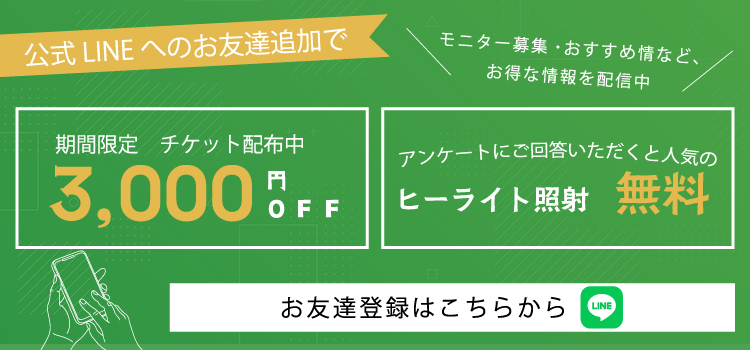 公式 LINE へのお友達追加で
モニター募集・おすすめ情など、
お得な情報を配信中
期間限定　チケット配布中
3,000円OFF
アンケートにご回答いただくと人気の
ヒーライト照射　無料
お友達登録はこちらから
LINE